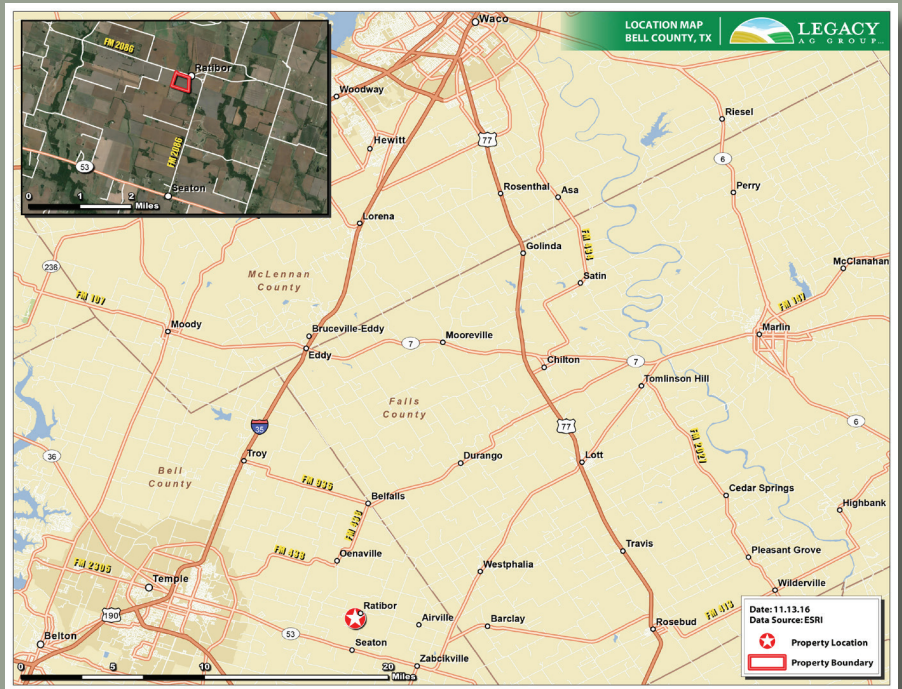 LOCATION MAP
BELL COUNTY, TX
LEGACY
AG GROUP
FM 2086
Ratibor
FM 2086
53
Seaton
0 1 2
Miles
Waco
Woodway
Hewitt
77
Riesel
6
Rosenthal
Asa
Perry
Lorena
FM 434
Golinda
McClanahan
236
McLennan
County
Satin
FM 107
FM 147
Moody
Bruceville-Eddy
Marlin
Eddy
7
Mooreville
Chilton
7
Tomlinson Hill
Falls
County
6
35
77
36
Troy
Durango
Lott
FM 2027
Bell
County
FM 935
Cedar Springs
Belfalls
Highbank
FM 438
FM 438
Oenaville
Travis
Pleasant Grove
FM 2305
Westphalia
Temple
Wilderville
190
Ratibor
FM 413
Airville
Barclay
Rosebud
53
Belton
Seaton
Zabcikville
0 5 10 20
Miles
Date: 11.13.16
Data Source: ESRI
Property Location
Property Boundary